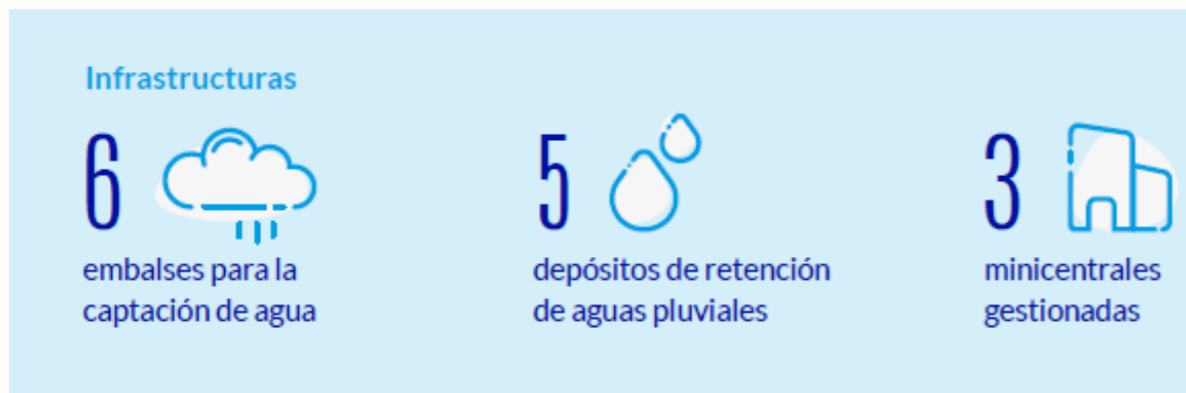 Infrastructuras
6
embalses para la
captación de agua
5
depósitos de retención
de aguas pluviales
3
minicentrales
gestionadas